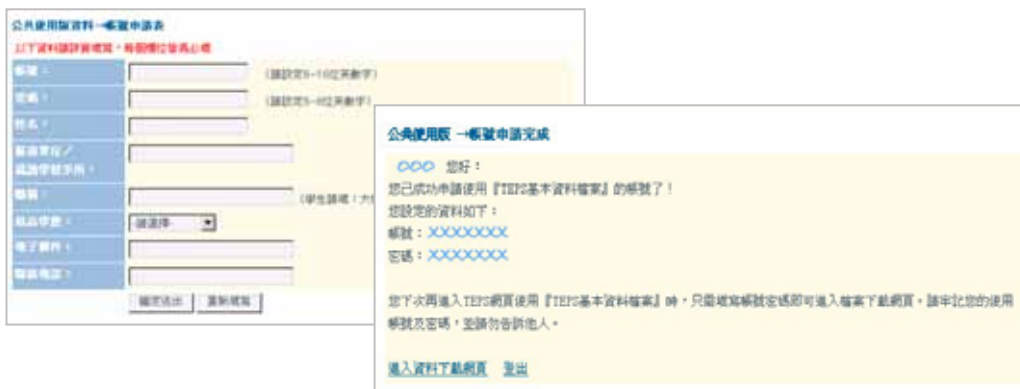 公共使用版資料→帳號申請表
以下資料請詳實填寫，每個欄位皆為必填
帳號：
（請設定5-10位英數字）
密碼：
（請設定5-8位英數字）
姓名：
服務單位／
就讀學校系所：
職稱：
（學生請填：大
最高學歷：
-請選擇-
電子郵件：
聯絡電話：
確定送出 重新填寫
公共使用版 →帳號申請完成
OOO 您好：
您已成功申請使用『TEPS基本資料檔案』的帳號了！
您設定的資料如下：
帳號：XXXXXXXX
密碼：XXXXXXXX
您下次再進入TEPS網頁使用『TEPS基本資料檔案』時，只需填寫帳號密碼即可進入檔案下載網頁。請牢記您的使用
帳號及密碼，並請勿告訴他人。
進入資料下載網頁 登出